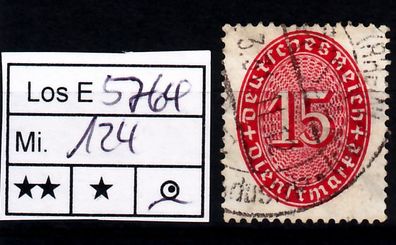 Los E 5764
Mi. 124
★★ ★
Deutsches Reich
15
Dienstmarke